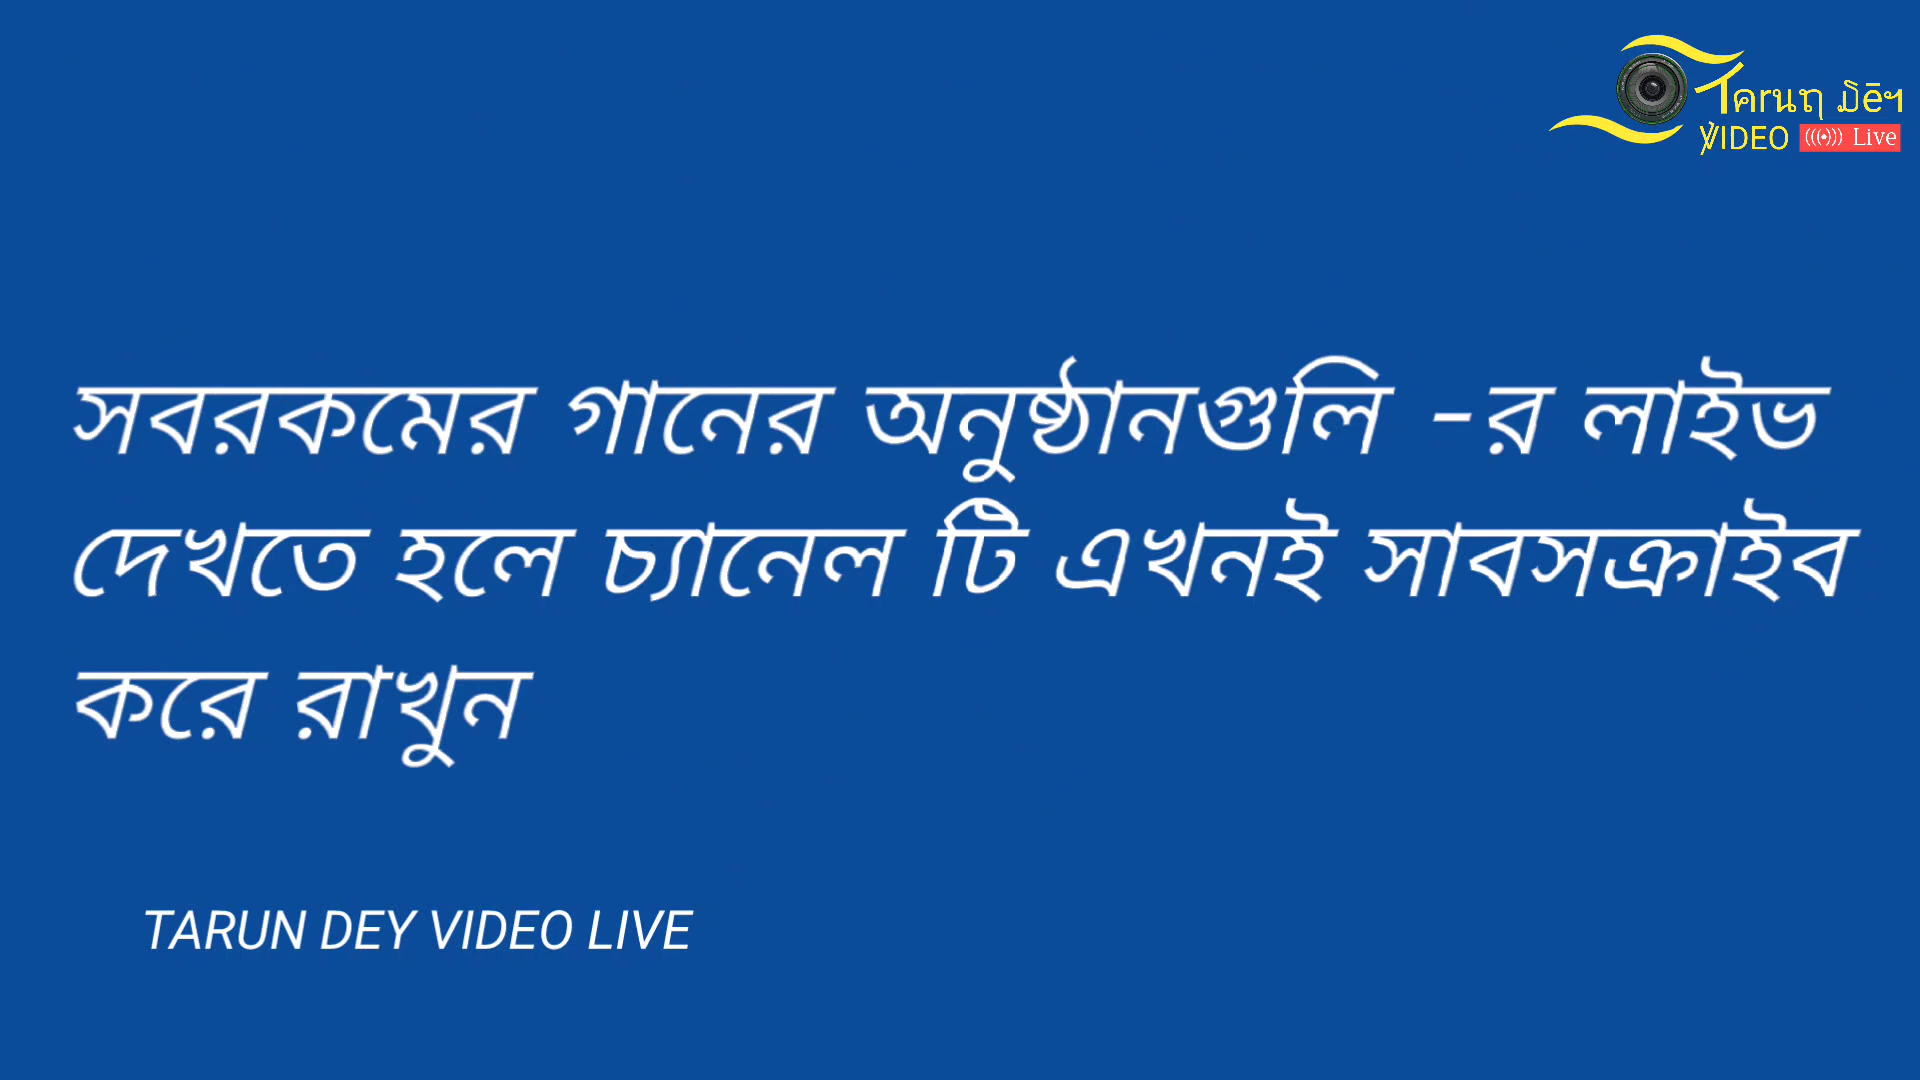 Tarun Dey
VIDEO Live
সবরকমের গানের অনুষ্ঠানগুলি -র লাইভ
দেখতে হলে চ্যানেল টি এখনই সাবসক্রাইব
করে রাখুন
TARUN DEY VIDEO LIVE